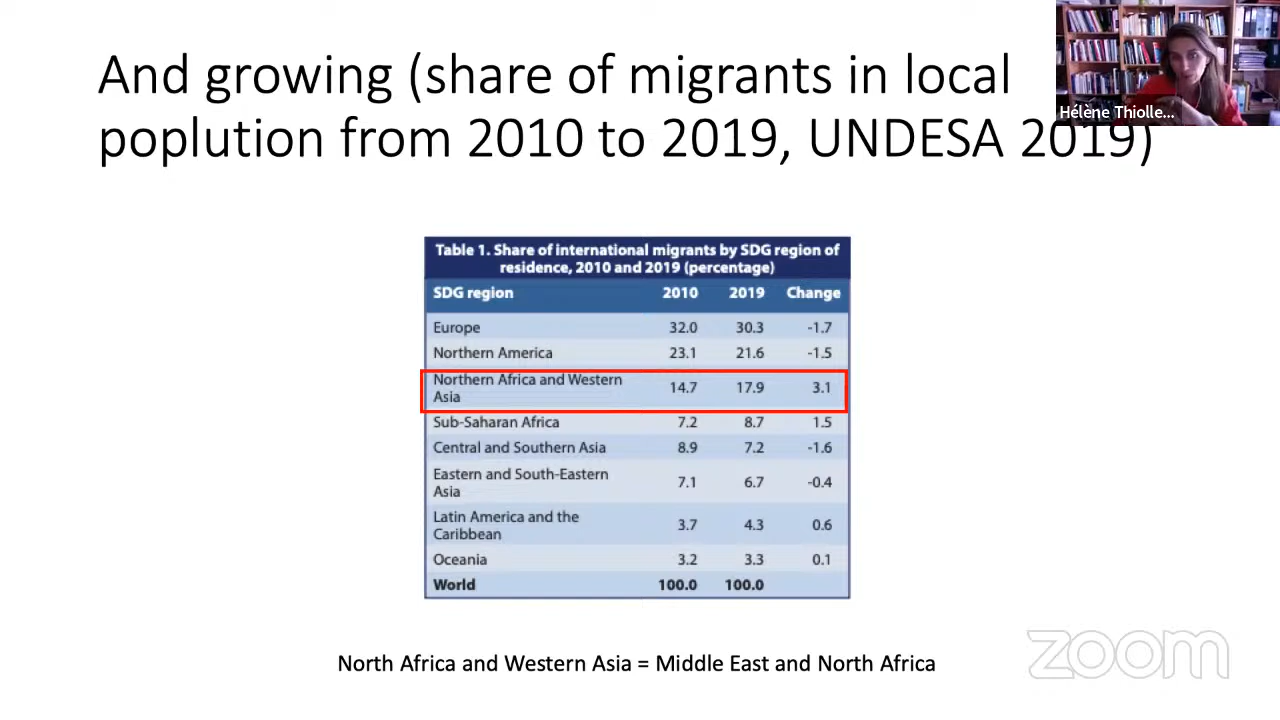 And growing (share of migrants in local
poplution from 2010 to 2019, UNDESA 2019)
Hélène Thiolle...
Table 1. Share of international migrants by SDG region of
residence, 2010 and 2019 (percentage)
SDG region 2010 2019 Change
Europe 32.0 30.3 -1.7
Northern America 23.1 21.6 -1.5
Northern Africa and Western
Asia 14.7 17.9 3.1
Sub-Saharan Africa 7.2 8.7 1.5
Central and Southern Asia 8.9 7.2 -1.6
Eastern and South-Eastern
Asia 7.1 6.7 -0.4
Latin America and the
Caribbean 3.7 4.3 0.6
Oceania 3.2 3.3 0.1
World 100.0 100.0
North Africa and Western Asia = Middle East and North Africa
zoom